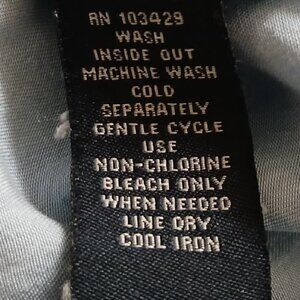 RN 103429
WASH
INSIDE OUT
MACHINE WASH
COLD
SEPARATELY
GENTLE CYCLE
USE
NON-CHLORINE
BLEACH ONLY
WHEN NEEDED
LINE DRY
COOL IRON